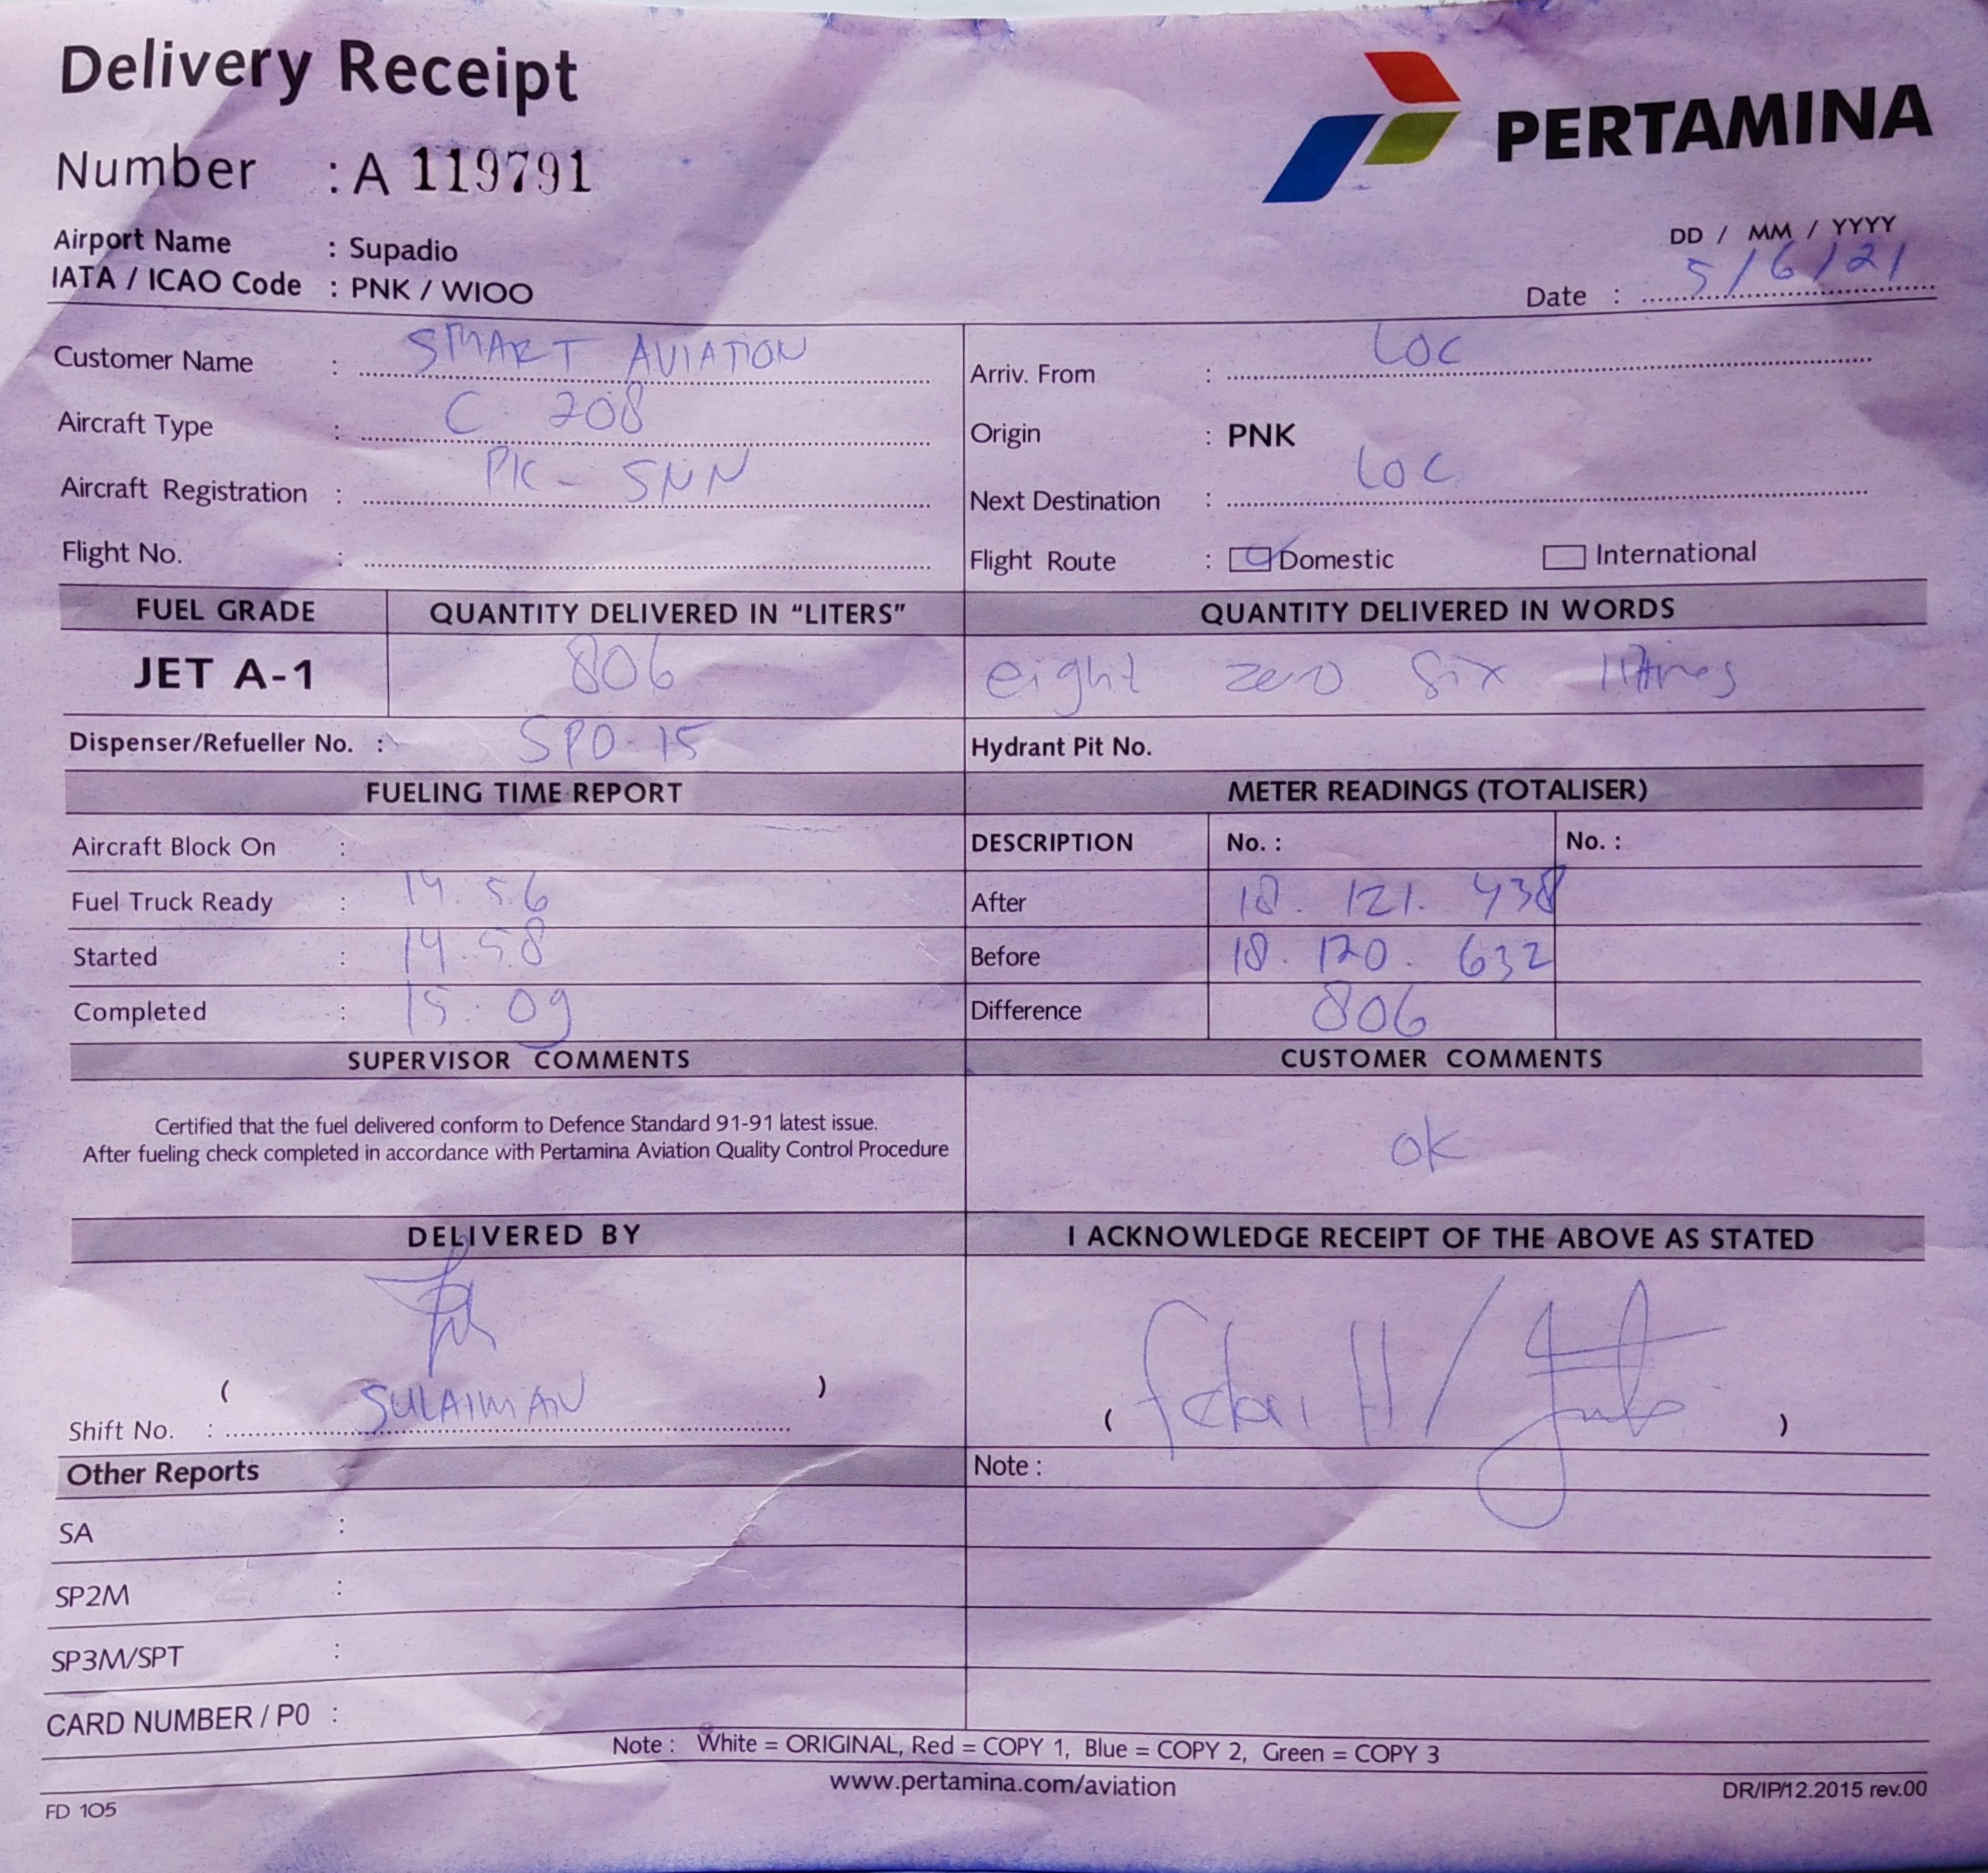 Delivery Receipt
PERTAMINA
Number : A 119791
Airport Name : Supadio
IATA / ICAO Code : PNK / WIOO
DD / MM / YYYY
Date : 5/6/21
Customer Name : SMART AVIATION
Arriv. From : LOC
Aircraft Type : C 208
Origin : PNK
Aircraft Registration : PK - SNN
Next Destination : LOC
Flight No. :
Flight Route : Domestic International
FUEL GRADE QUANTITY DELIVERED IN “LITERS” QUANTITY DELIVERED IN WORDS
JET A-1 806 eight zero six litres
Dispenser/Refueller No. : SPD-15 Hydrant Pit No.
FUELING TIME REPORT METER READINGS (TOTALISER)
Aircraft Block On : DESCRIPTION No. : No. :
Fuel Truck Ready : 14.56 After 18.121.438
Started : 14.58 Before 18.120.632
Completed : 15.09 Difference 806
SUPERVISOR COMMENTS CUSTOMER COMMENTS
Certified that the fuel delivered conform to Defence Standard 91-91 latest issue.
After fueling check completed in accordance with Pertamina Aviation Quality Control Procedure
OK
DELIVERED BY I ACKNOWLEDGE RECEIPT OF THE ABOVE AS STATED
( SULAIMAN )
( )
Shift No. :
Other Reports Note :
SA :
SP2M :
SP3M/SPT :
CARD NUMBER / P0 :
Note : White = ORIGINAL, Red = COPY 1, Blue = COPY 2, Green = COPY 3
www.pertamina.com/aviation
FD 105
DR/IP/12.2015 rev.00